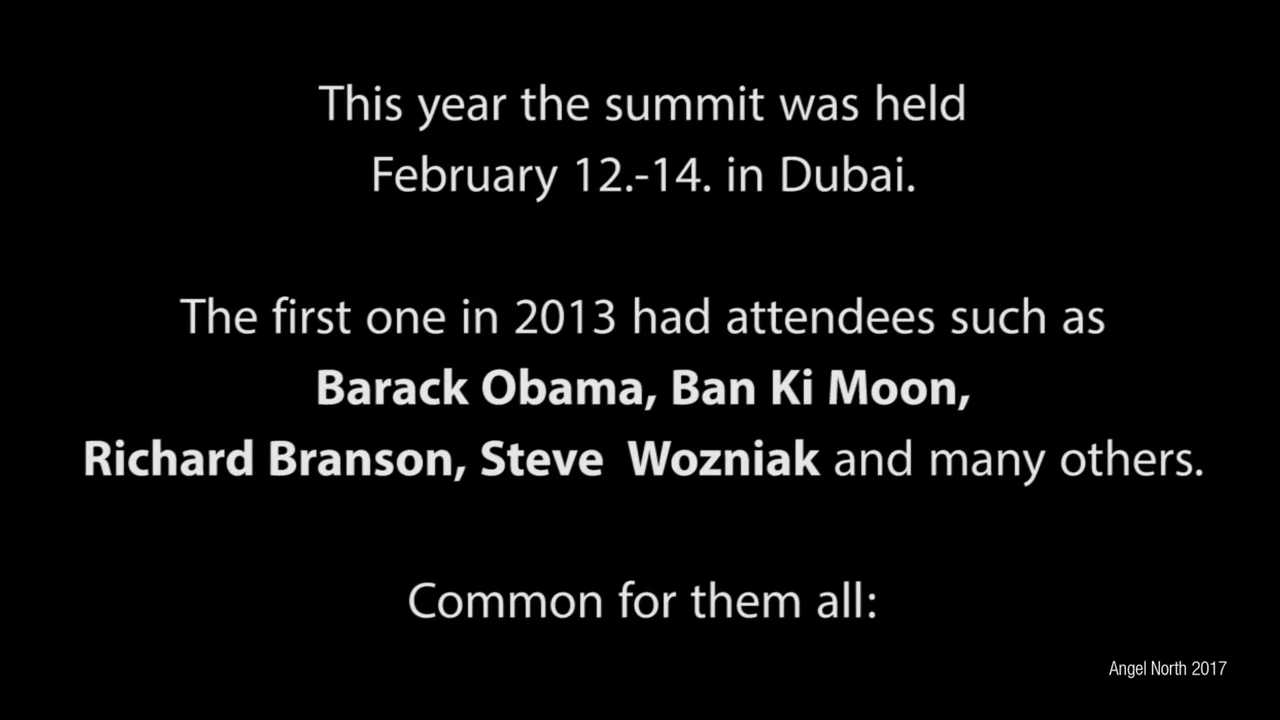 This year the summit was held
February 12.-14. in Dubai.
The first one in 2013 had attendees such as
Barack Obama, Ban Ki Moon,
Richard Branson, Steve  Wozniak and many others.
Common for them all:
Angel North 2017